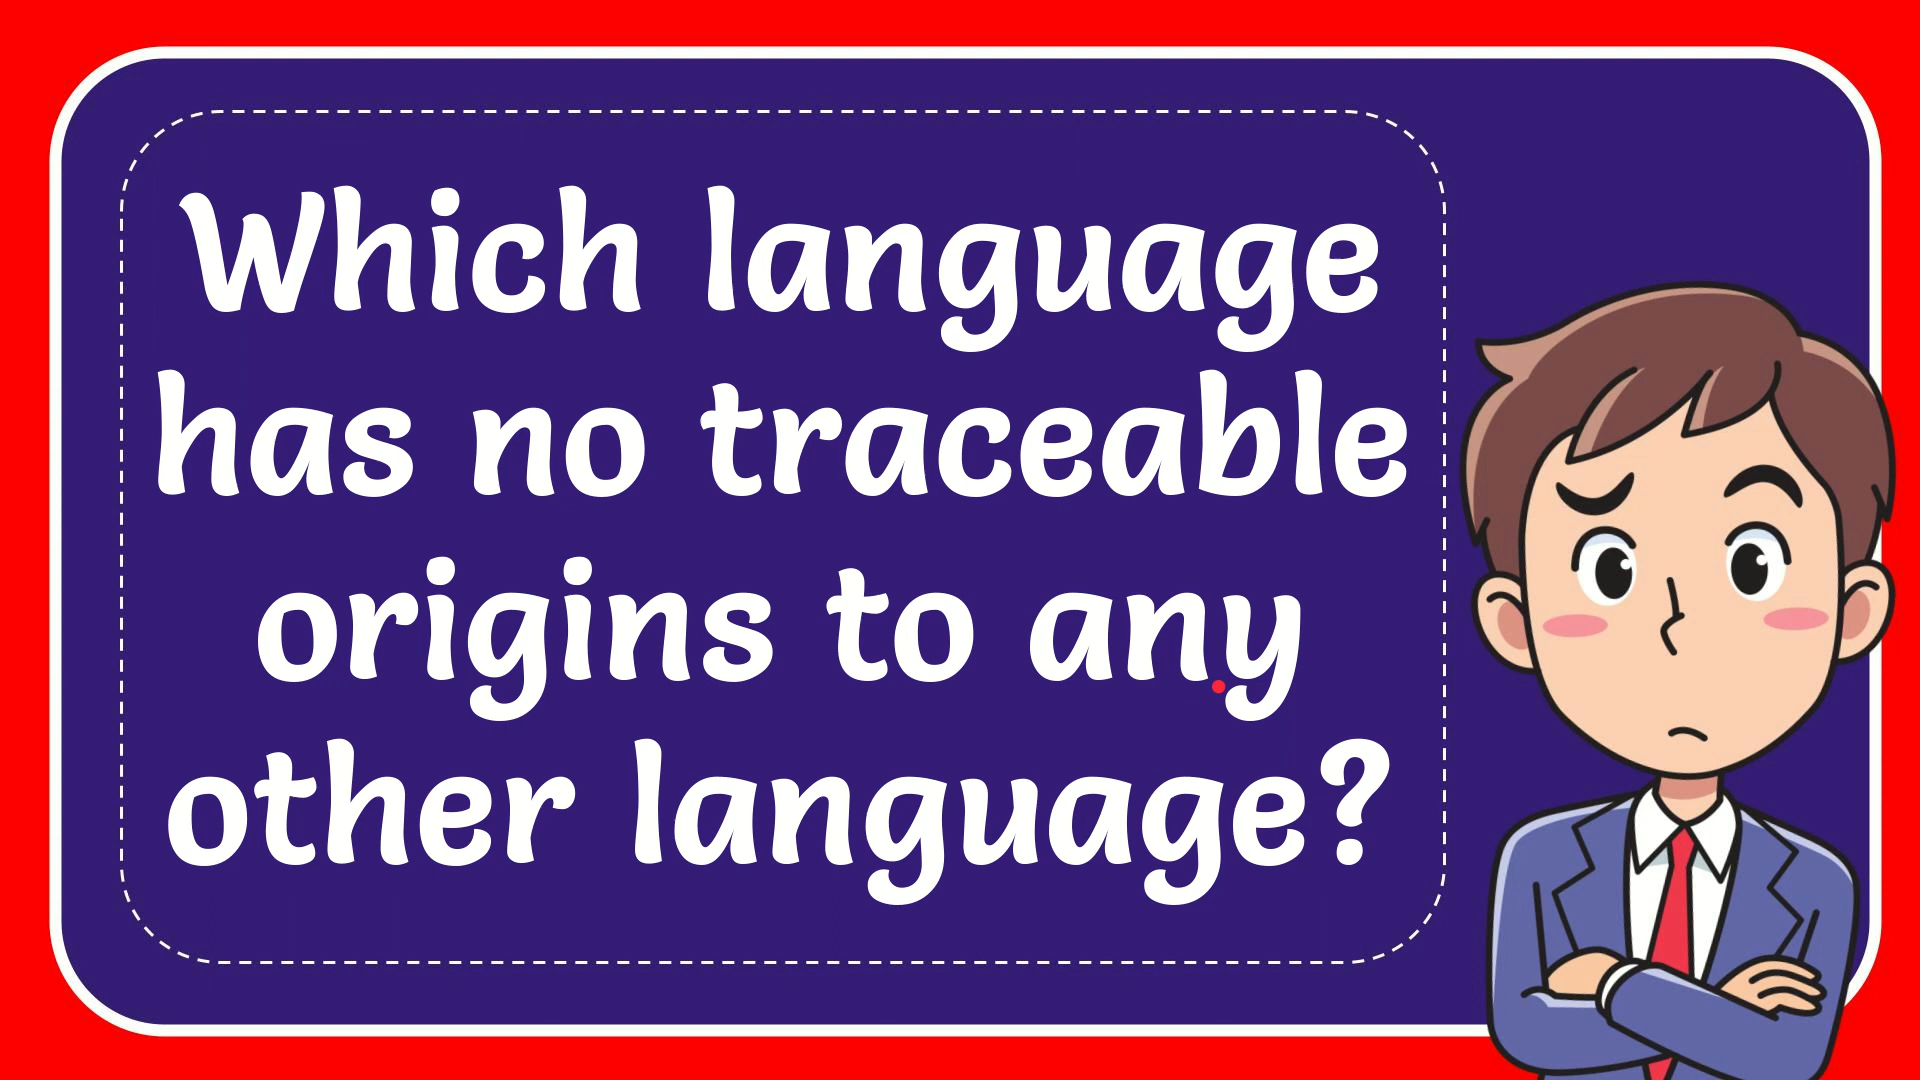 Which language
has no traceable
origins to any
other language?